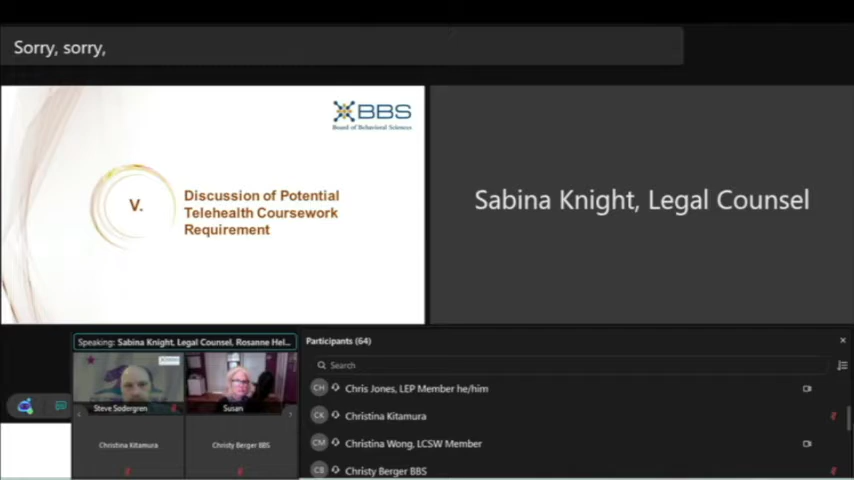 Sorry, sorry,
BBS
Board of Behavioral Sciences
V.
Discussion of Potential
Telehealth Coursework
Requirement
Sabina Knight, Legal Counsel
Speaking: Sabina Knight, Legal Counsel, Rosanne Hel...
Steve Sodergren
Susan
Christina Kitamura
Christy Berger BBS
Participants (64)
Search
CH Chris Jones, LEP Member he/him
CK Christina Kitamura
CM Christina Wong, LCSW Member
CB Christy Berger BBS